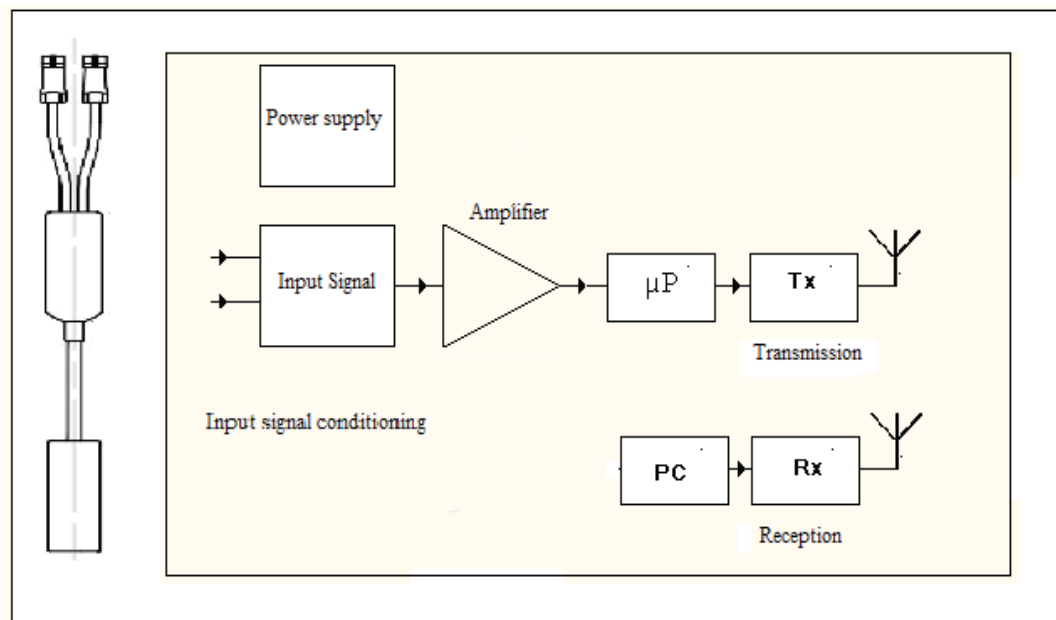 Power supply
Amplifier
Input Signal
µP
Tx
Transmission
Input signal conditioning
PC
Rx
Reception